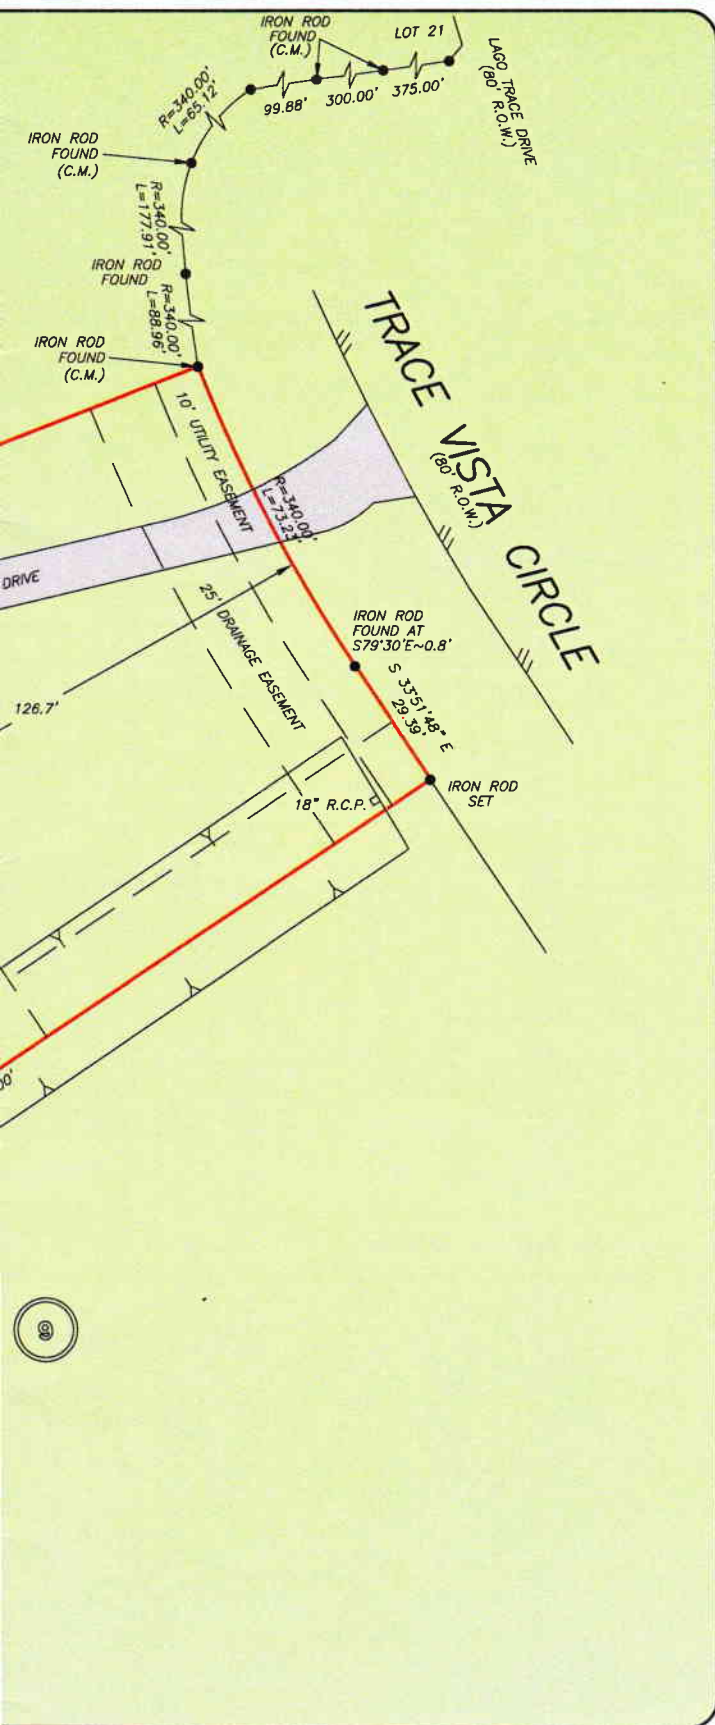 IRON ROD
FOUND
(C.M.)
LOT 21
LAGO TRACE DRIVE
(80' R.O.W.)
99.88'
300.00'
375.00'
R=340.00'
L=65.12'
IRON ROD
FOUND
(C.M.)
R=340.00'
L=177.91'
IRON ROD
FOUND
R=340.00'
L=88.96'
IRON ROD
FOUND
(C.M.)
TRACE VISTA CIRCLE
(80' R.O.W.)
10' UTILITY EASEMENT
R=340.00'
L=73.23'
DRIVE
25' DRAINAGE EASEMENT
IRON ROD
FOUND AT
S79°30'E~0.8'
S 33°51'48" E
29.39'
126.7'
IRON ROD
SET
18" R.C.P.
00'